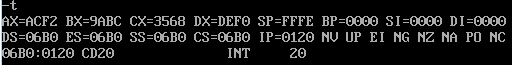 -t
AX=ACF2 BX=9ABC CX=3568 DX=DEF0 SP=FFFE BP=0000 SI=0000 DI=0000
DS=06B0 ES=06B0 SS=06B0 CS=06B0 IP=0120 NV UP EI NG NZ NA PO NC
06B0:0120 CD20 INT 20